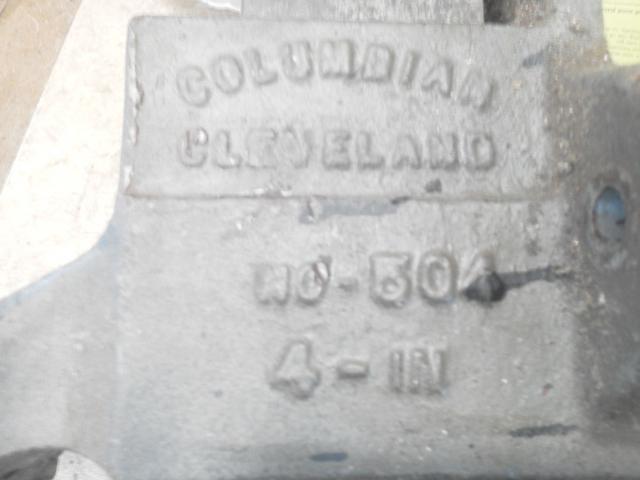 COLUMBIAN
CLEVELAND
NO-504
4-IN